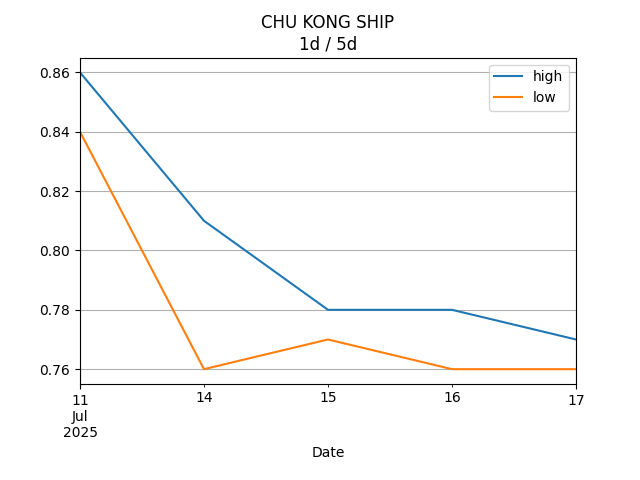 CHU KONG SHIP
1d / 5d
high
low
0.86
0.84
0.82
0.80
0.78
0.76
11 14 15 16 17
Jul
2025
Date